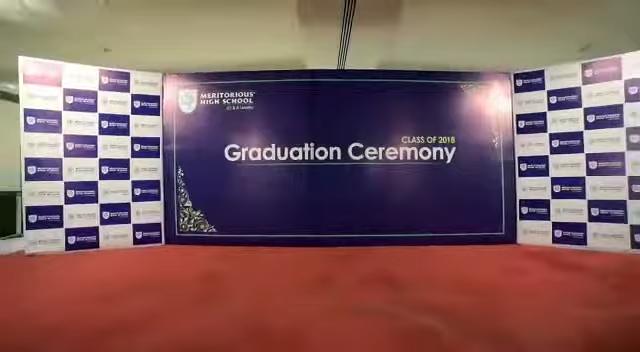 MERITORIOUS
HIGH SCHOOL
CLASS OF 2018
Graduation Ceremony